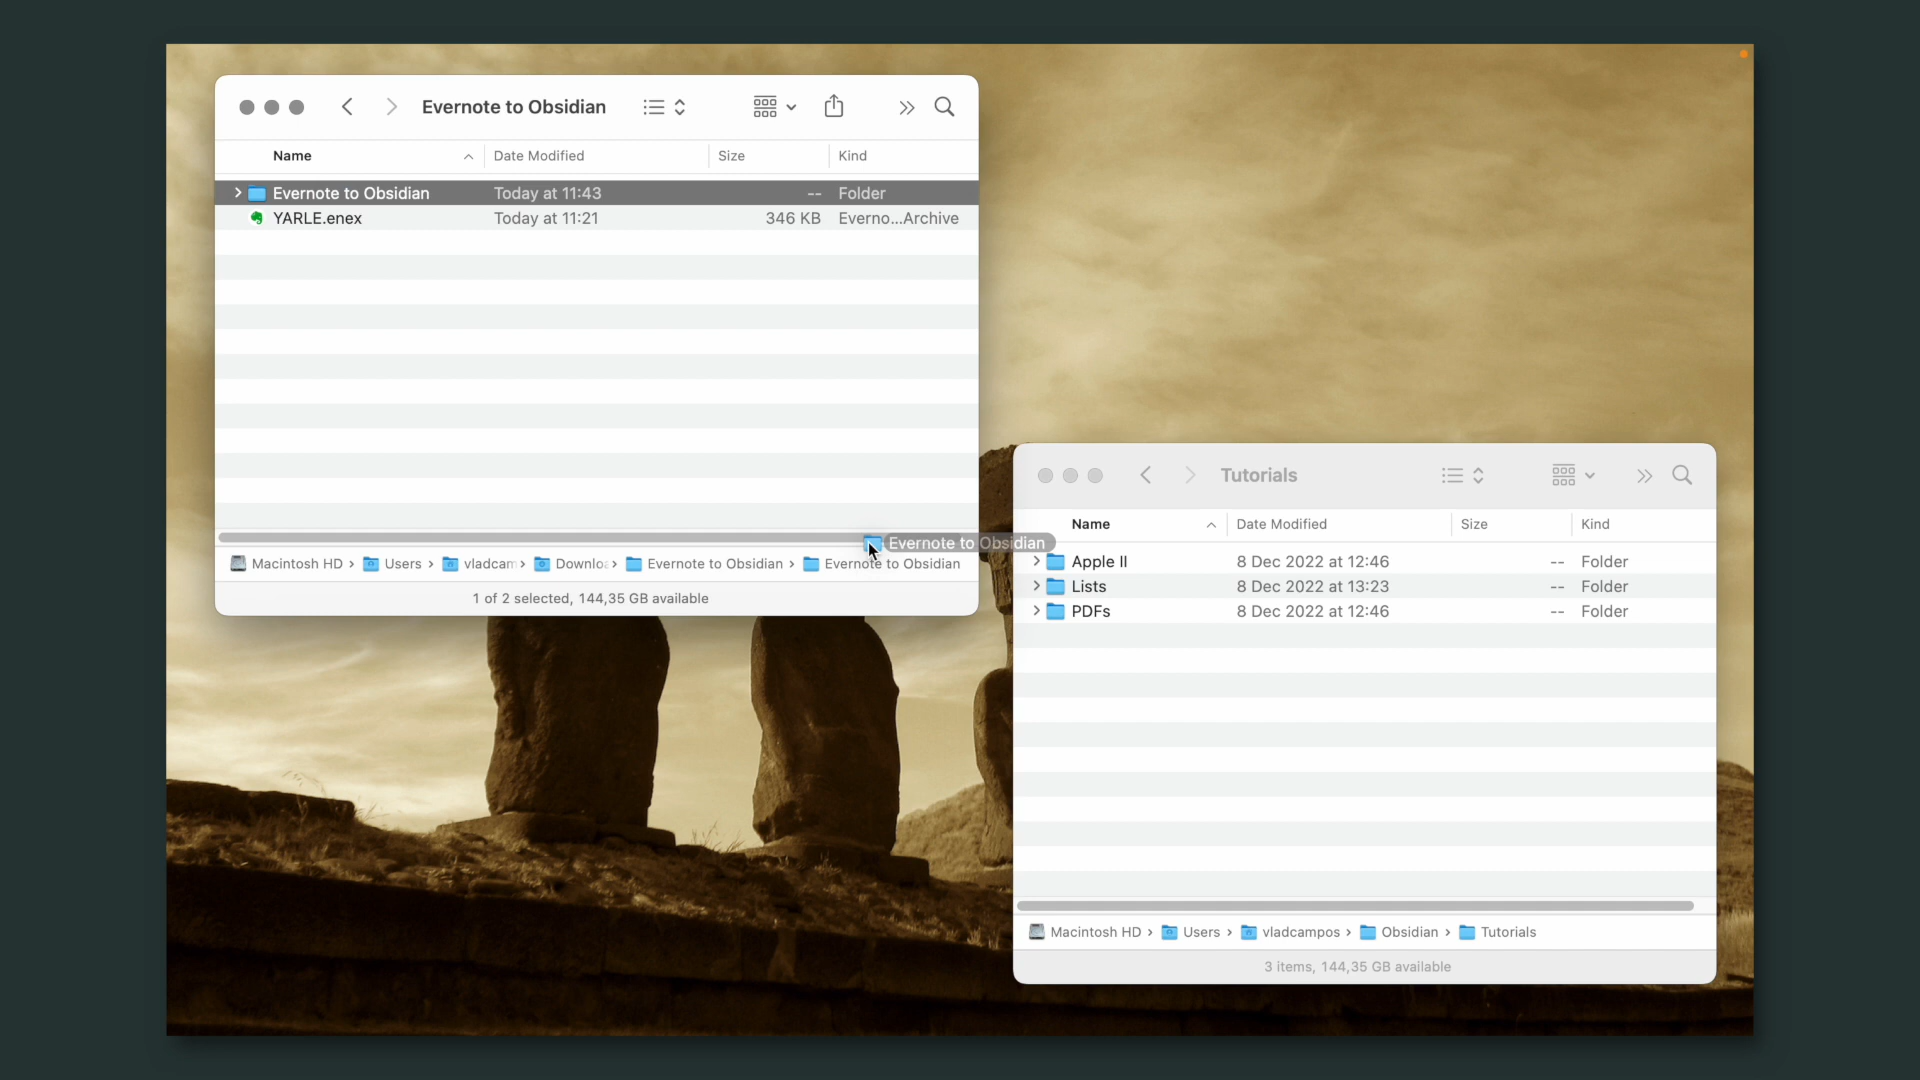 Evernote to Obsidian
Name Date Modified Size Kind
Evernote to Obsidian Today at 11:43 -- Folder
YARLE.enex Today at 11:21 346 KB Everno...Archive
Evernote to Obsidian
Macintosh HD › Users › vladcam› Downlo› Evernote to Obsidian › Evernote to Obsidian
1 of 2 selected, 144,35 GB available
Tutorials
Name Date Modified Size Kind
Apple II 8 Dec 2022 at 12:46 -- Folder
Lists 8 Dec 2022 at 13:23 -- Folder
PDFs 8 Dec 2022 at 12:46 -- Folder
Macintosh HD › Users › vladcampos › Obsidian › Tutorials
3 items, 144,35 GB available